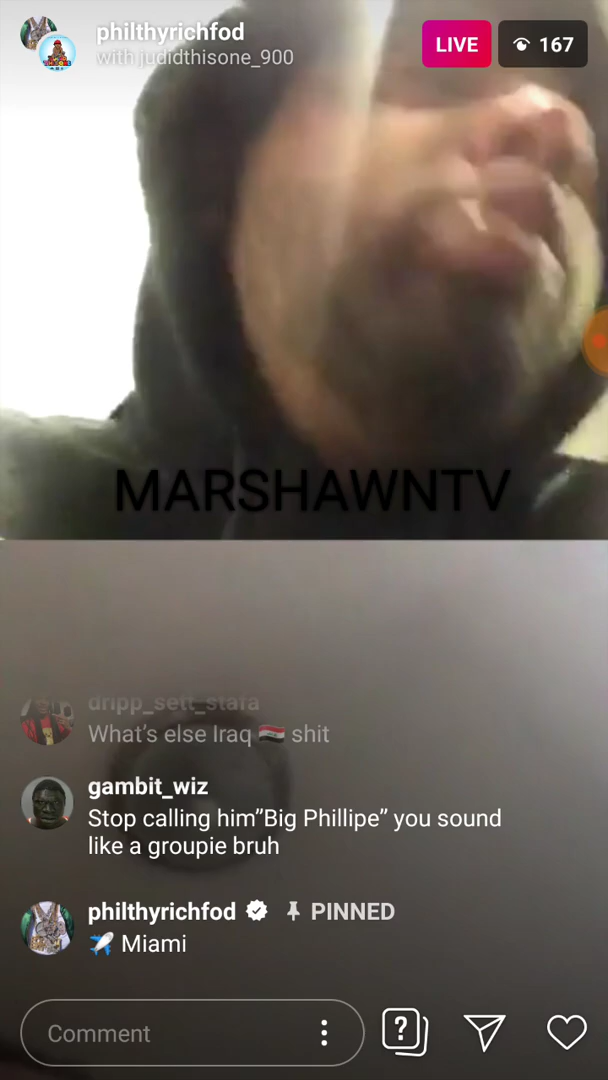 philthyrichfod
with judidthisone_900
LIVE
167
MARSHAWNTV
dripp_sett_stafa
What's else Iraq 🇮🇶 shit
gambit_wiz
Stop calling him"Big Phillipe" you sound
like a groupie bruh
philthyrichfod PINNED
✈️ Miami
Comment